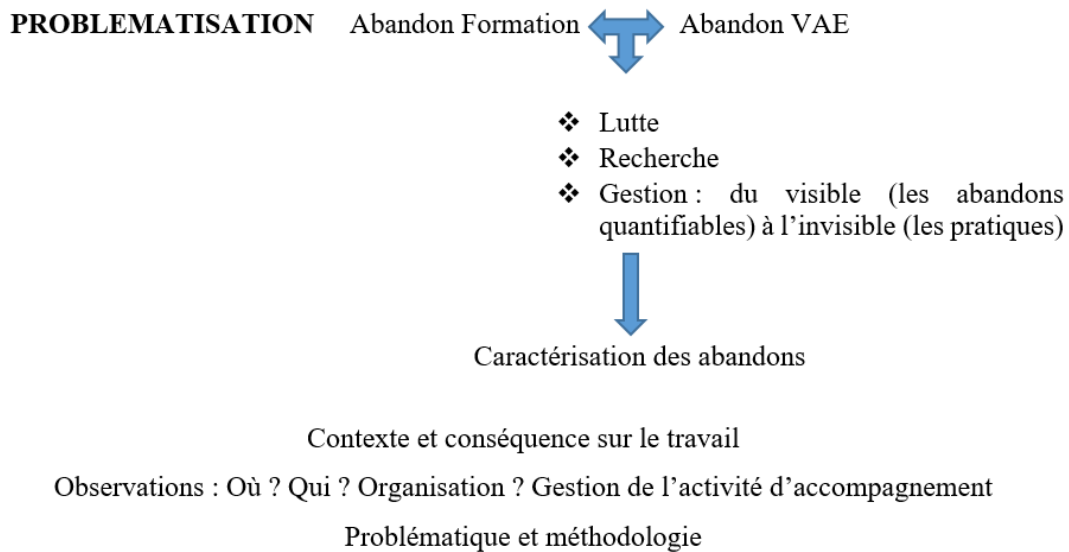 PROBLEMATISATION Abandon Formation Abandon VAE
Lutte
Recherche
Gestion : du visible (les abandons
quantifiables) à l’invisible (les pratiques)
Caractérisation des abandons
Contexte et conséquence sur le travail
Observations : Où ? Qui ? Organisation ? Gestion de l’activité d’accompagnement
Problématique et méthodologie